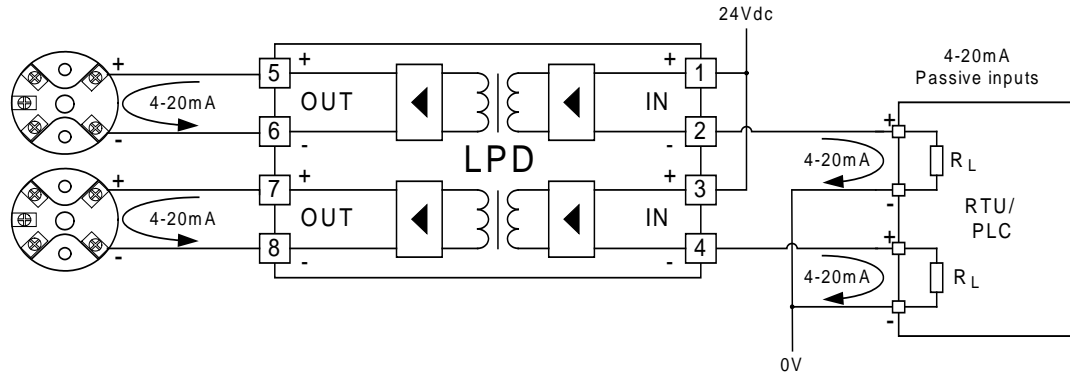 24Vdc
4-20mA
Passive inputs
+ 5 + + 1
4-20mA OUT IN
- 6 - - 2 +
LPD
4-20mA RL
+ 7 + + 3 -
4-20mA OUT IN RTU/
PLC
- 8 - - 4 +
4-20mA RL
-
0V